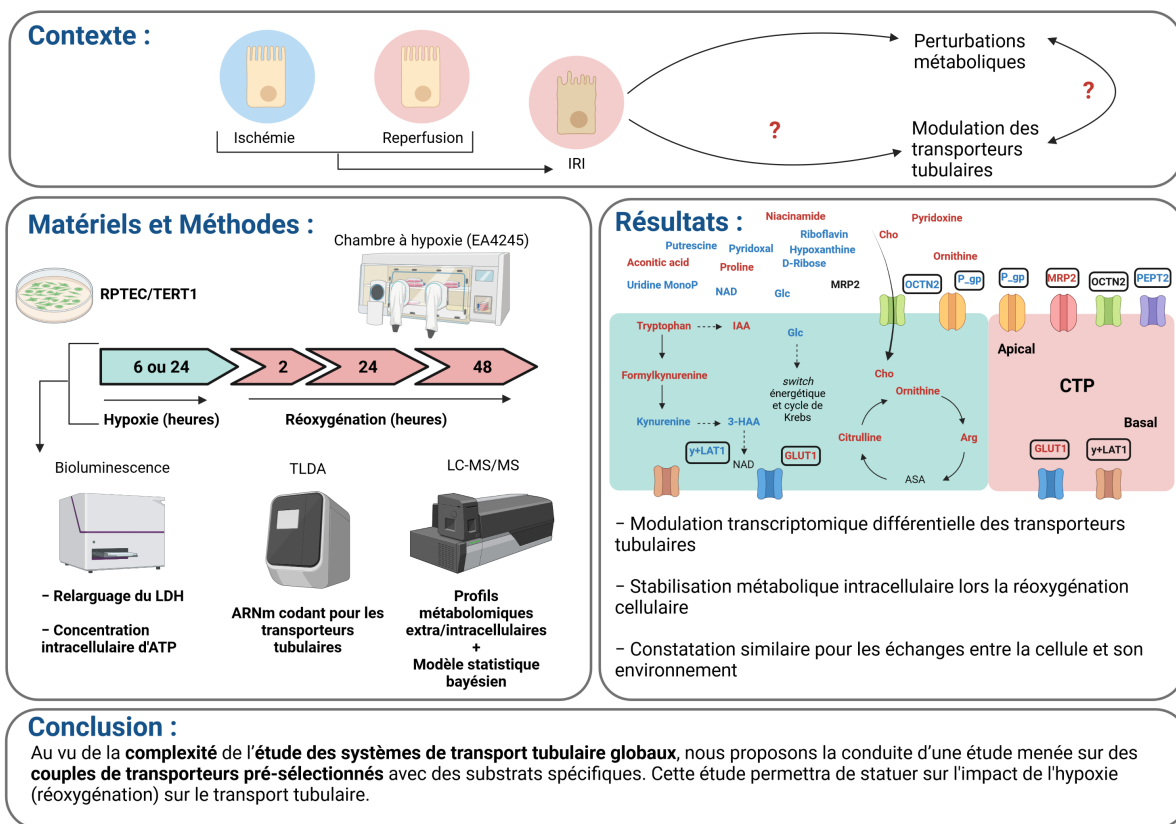 Contexte :
Ischémie
Reperfusion
IRI
?
?
Perturbations
métaboliques
Modulation des
transporteurs
tubulaires
Matériels et Méthodes :
Chambre à hypoxie (EA4245)
RPTEC/TERT1
6 ou 24
2
24
48
Hypoxie (heures)
Réoxygénation (heures)
Bioluminescence
TLDA
LC-MS/MS
− Relarguage du LDH
− Concentration
intracellulaire d'ATP
ARNm codant pour les
transporteurs
tubulaires
Profils
métabolomiques
extra/intracellulaires
+
Modèle statistique
bayésien
Résultats :
Niacinamide
Pyridoxine
Putrescine
Riboflavin
Cho
Pyridoxal
Hypoxanthine
Aconitic acid
Proline
D-Ribose
Ornithine
Uridine MonoP
NAD
Glc
MRP2
OCTN2
P_gp
P_gp
MRP2
OCTN2
PEPT2
Tryptophan
IAA
Glc
Apical
Formylkynurenine
switch
énergétique
et cycle de
Krebs
Cho
Ornithine
CTP
Kynurenine
3-HAA
Citrulline
Arg
Basal
y+LAT1
NAD
GLUT1
ASA
GLUT1
y+LAT1
− Modulation transcriptomique différentielle des transporteurs
tubulaires
− Stabilisation métabolique intracellulaire lors la réoxygénation
cellulaire
− Constatation similaire pour les échanges entre la cellule et son
environnement
Conclusion :
Au vu de la complexité de l'étude des systèmes de transport tubulaire globaux, nous proposons la conduite d'une étude menée sur des
couples de transporteurs pré-sélectionnés avec des substrats spécifiques. Cette étude permettra de statuer sur l'impact de l'hypoxie
(réoxygénation) sur le transport tubulaire.